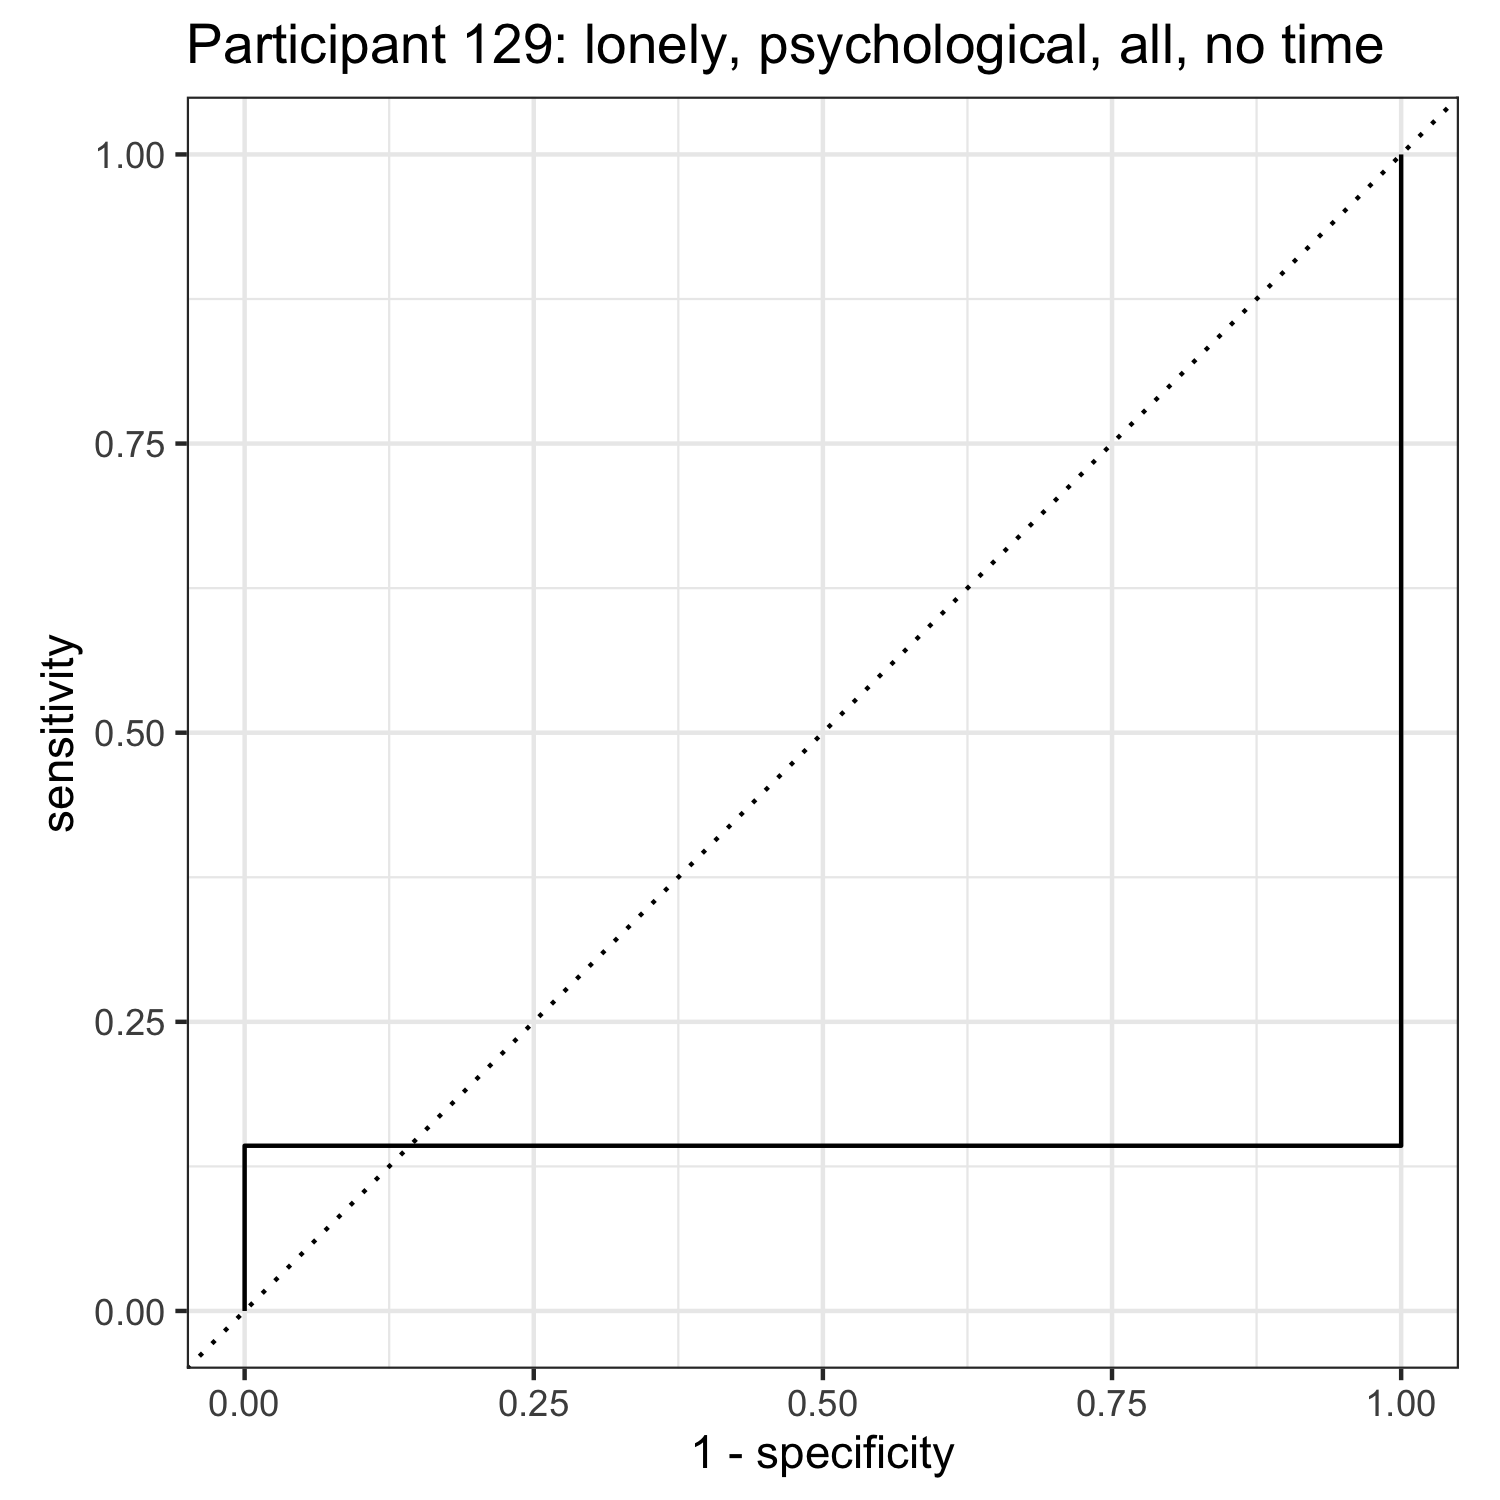 Participant 129: lonely, psychological, all, no time
1.00
0.75
0.50
0.25
0.00
sensitivity
0.00 0.25 0.50 0.75 1.00
1 - specificity